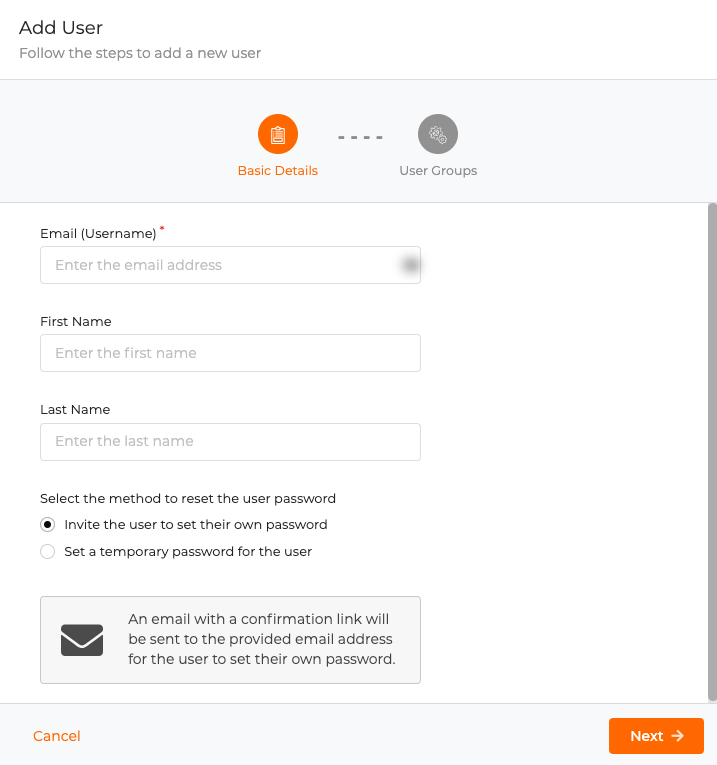 Add User
Follow the steps to add a new user
Basic Details
User Groups
Email (Username) *
Enter the email address
First Name
Enter the first name
Last Name
Enter the last name
Select the method to reset the user password
Invite the user to set their own password
Set a temporary password for the user
An email with a confirmation link will
be sent to the provided email address
for the user to set their own password.
Cancel
Next